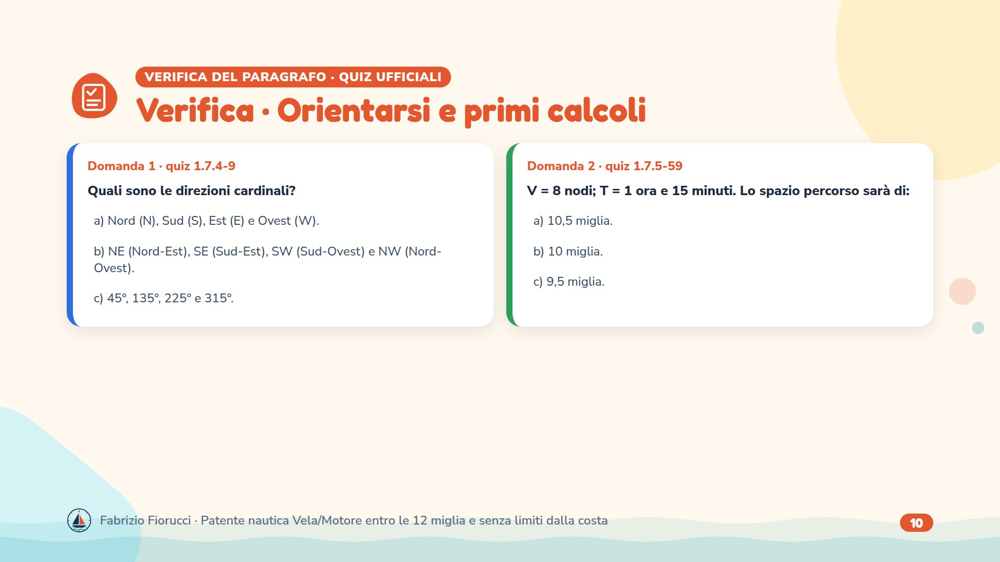 VERIFICA DEL PARAGRAFO · QUIZ UFFICIALI
Verifica · Orientarsi e primi calcoli
Domanda 1 · quiz 1.7.4-9
Quali sono le direzioni cardinali?
a) Nord (N), Sud (S), Est (E) e Ovest (W).
b) NE (Nord-Est), SE (Sud-Est), SW (Sud-Ovest) e NW (Nord-
Ovest).
c) 45°, 135°, 225° e 315°.
Domanda 2 · quiz 1.7.5-59
V = 8 nodi; T = 1 ora e 15 minuti. Lo spazio percorso sarà di:
a) 10,5 miglia.
b) 10 miglia.
c) 9,5 miglia.
Fabrizio Fiorucci · Patente nautica Vela/Motore entro le 12 miglia e senza limiti dalla costa
10